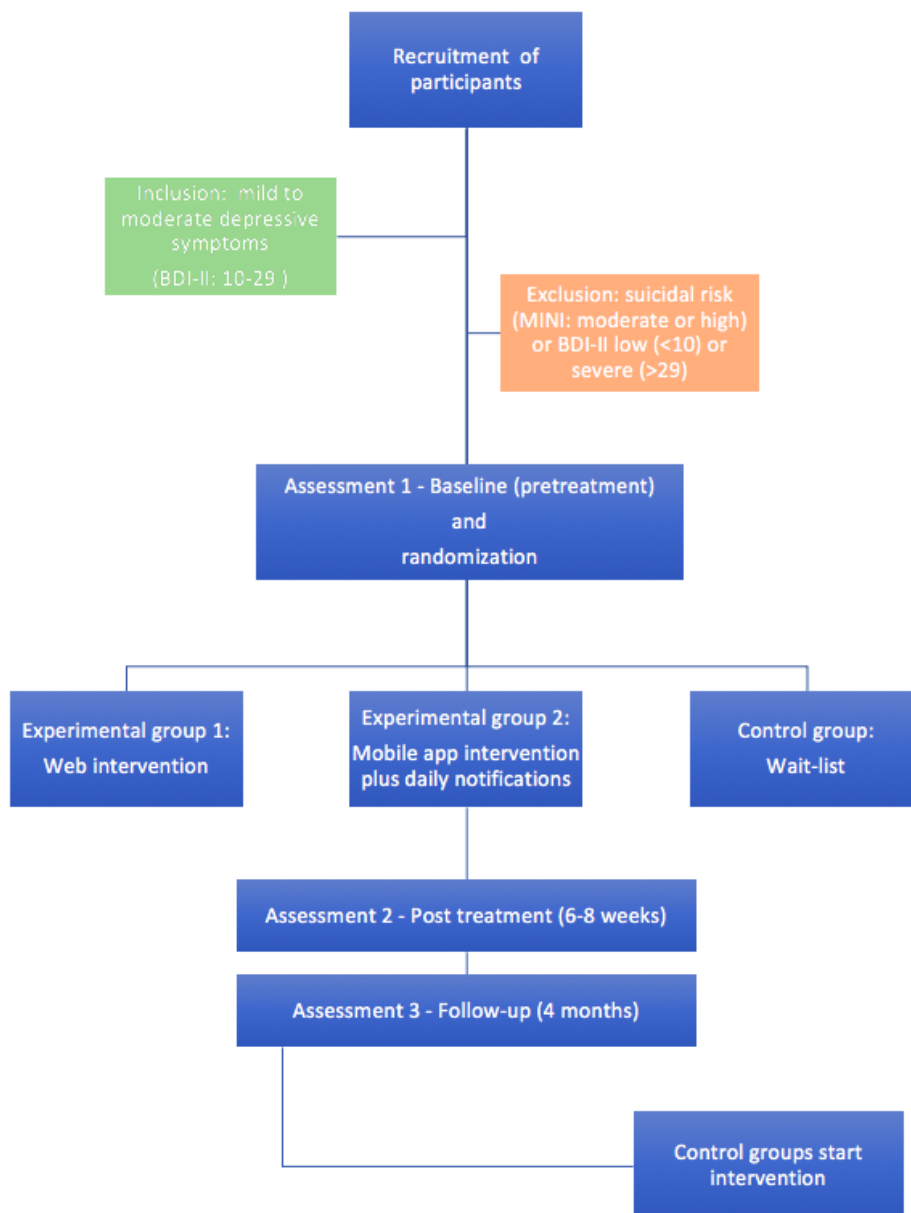 Recruitment of
participants
Inclusion: mild to
moderate depressive
symptoms
(BDI-II: 10-29 )
Exclusion: suicidal risk
(MINI: moderate or high)
or BDI-II low (<10) or
severe (>29)
Assessment 1 - Baseline (pretreatment)
and
randomization
Experimental group 1:
Web intervention
Experimental group 2:
Mobile app intervention
plus daily notifications
Control group:
Wait-list
Assessment 2 - Post treatment (6-8 weeks)
Assessment 3 - Follow-up (4 months)
Control groups start
intervention